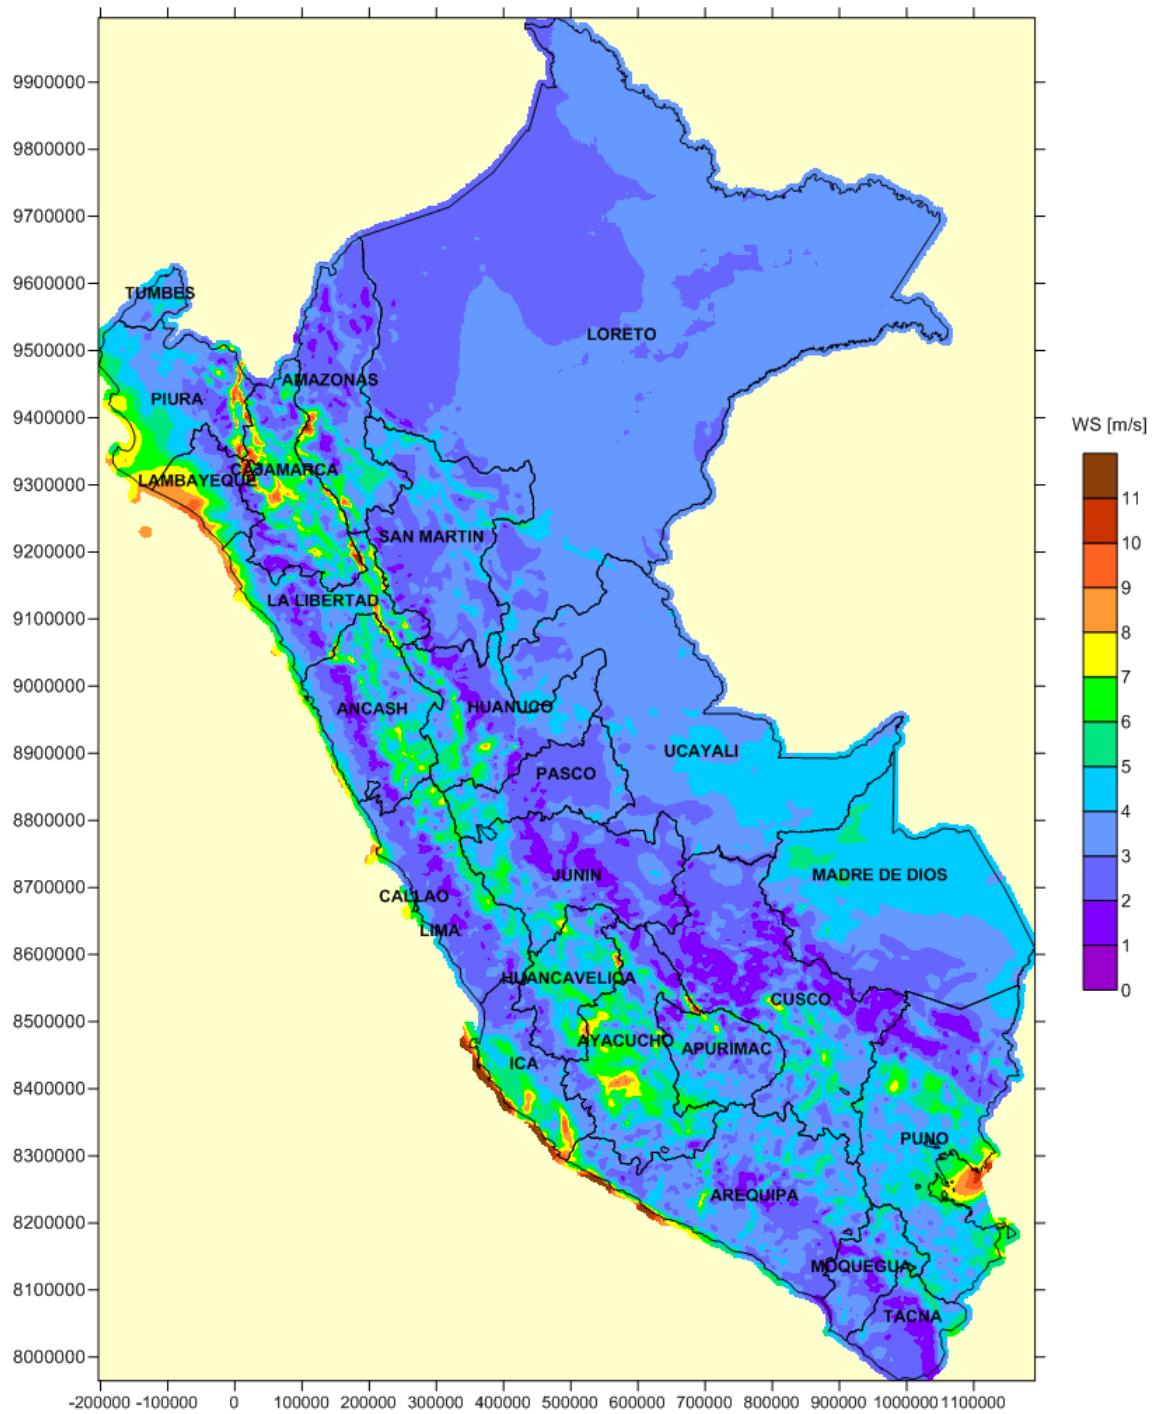 9900000
9800000
9700000
9600000
9500000
9400000
9300000
9200000
9100000
9000000
8900000
8800000
8700000
8600000
8500000
8400000
8300000
8200000
8100000
8000000
-200000 -100000 0 100000 200000 300000 400000 500000 600000 700000 800000 900000 1000000 1100000
TUMBES
LORETO
AMAZONAS
PIURA
CAJAMARCA
LAMBAYEQUE
SAN MARTIN
LA LIBERTAD
ANCASH
HUANUCO
UCAYALI
PASCO
JUNIN
MADRE DE DIOS
CALLAO
LIMA
HUANCAVELICA
CUSCO
AYACUCHO
APURIMAC
ICA
PUNO
AREQUIPA
MOQUEGUA
TACNA
WS [m/s]
11
10
9
8
7
6
5
4
3
2
1
0